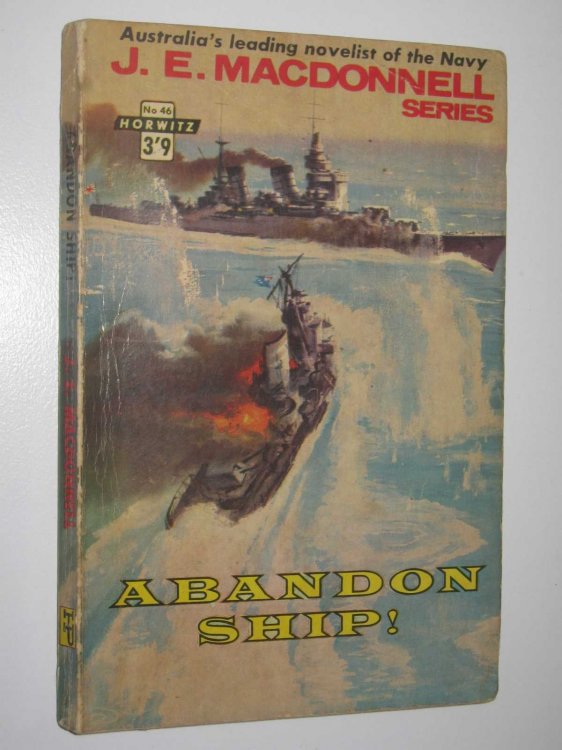 Australia's leading novelist of the Navy
J. E. MACDONNELL
SERIES
No 46
HORWITZ
3'9
ABANDON
SHIP!
ABANDON SHIP!
J. E. MACDONNELL